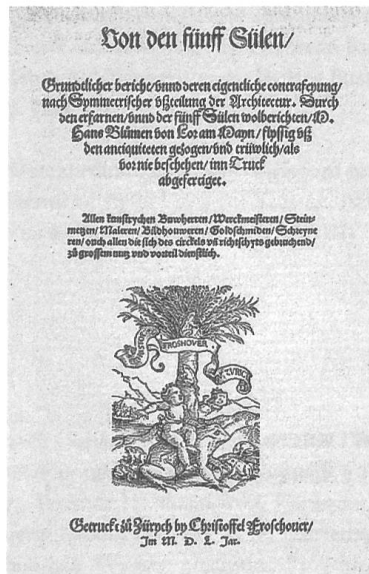 Von den fünff Sülen/
Grundtlicher bericht/vnnd deren eigentliche contrafeyung/
nach Symmetrischer vßteilung der Architectur. Durch
den erfarnen/vnnd der fünff Sülen wolberichten/M.
Hans Blůmen von Lor am Mayn/flyssig vß
den antiquiteten gezogen/vnd trüwlich/als
vor nie beschehen/inn Truck
abgefertiget.
Allen kunstrychen Buwherren/Werckmeisteren/Stein-
metzen/Maleren/Bildhouweren/Goldschmiden/Schreyne
ren/ouch allen die sich des circkels vñ richtschyts gebruchend/
zů grossem nutz vnd vorteil dienstlich.
FROSHOVER
ZVRICH
Getruckt zů Zürych by Christoffel Froschouer/
Im M. D. L. Jar.